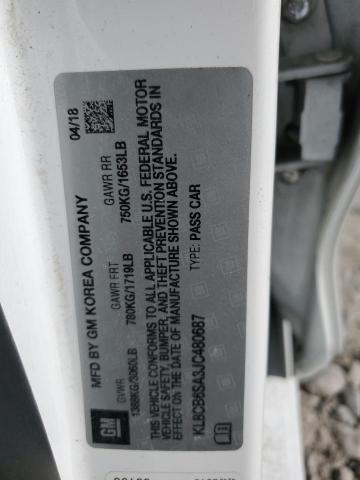 MFD BY GM KOREA COMPANY 04/18
GVWR GAWR FRT GAWR RR
1388KG/3060LB 780KG/1719LB 750KG/1653LB
THIS VEHICLE CONFORMS TO ALL APPLICABLE U.S. FEDERAL MOTOR
VEHICLE SAFETY, BUMPER, AND THEFT PREVENTION STANDARDS
IN EFFECT ON THE DATE OF MANUFACTURE SHOWN ABOVE.
KL8CB6SA3JC480687 TYPE: PASS CAR
GM